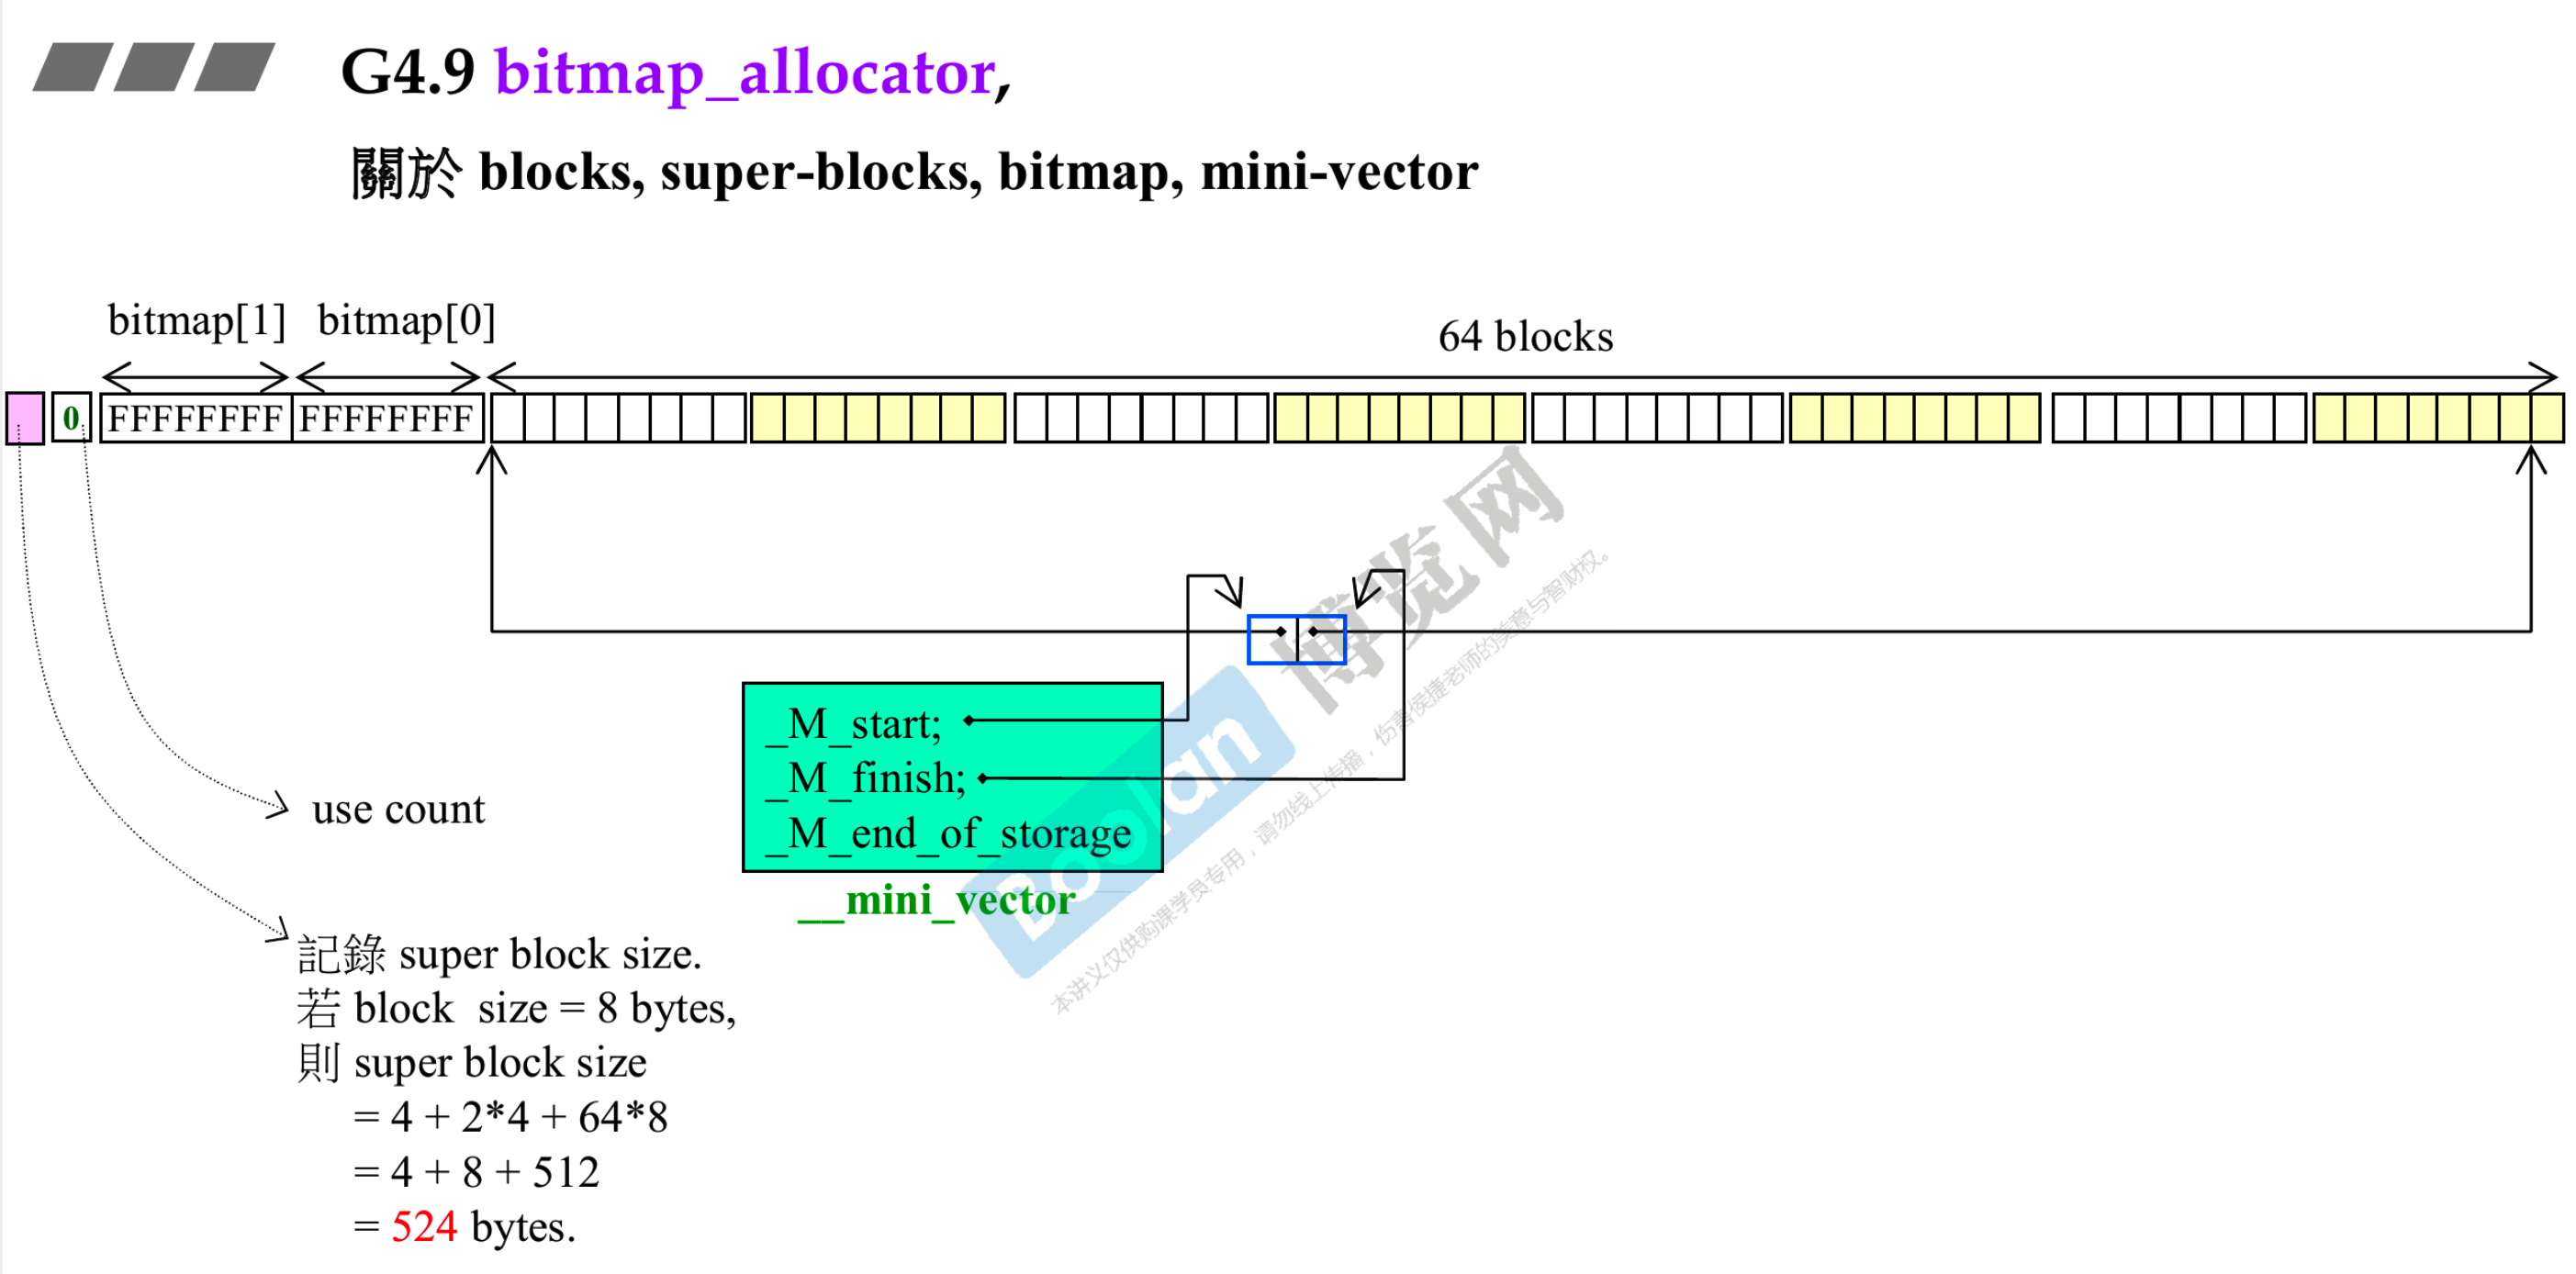 G4.9 bitmap_allocator,
關於 blocks, super-blocks, bitmap, mini-vector
bitmap[1] bitmap[0]
64 blocks
0 FFFFFFFF FFFFFFFF
_M_start;
_M_finish;
_M_end_of_storage
__mini_vector
use count
記錄 super block size.
若 block size = 8 bytes,
則 super block size
= 4 + 2*4 + 64*8
= 4 + 8 + 512
= 524 bytes.
Boolan
博览网
本讲义仅供购课学员专用，请勿线上传播，伤害侯捷老师的美意与智财权。